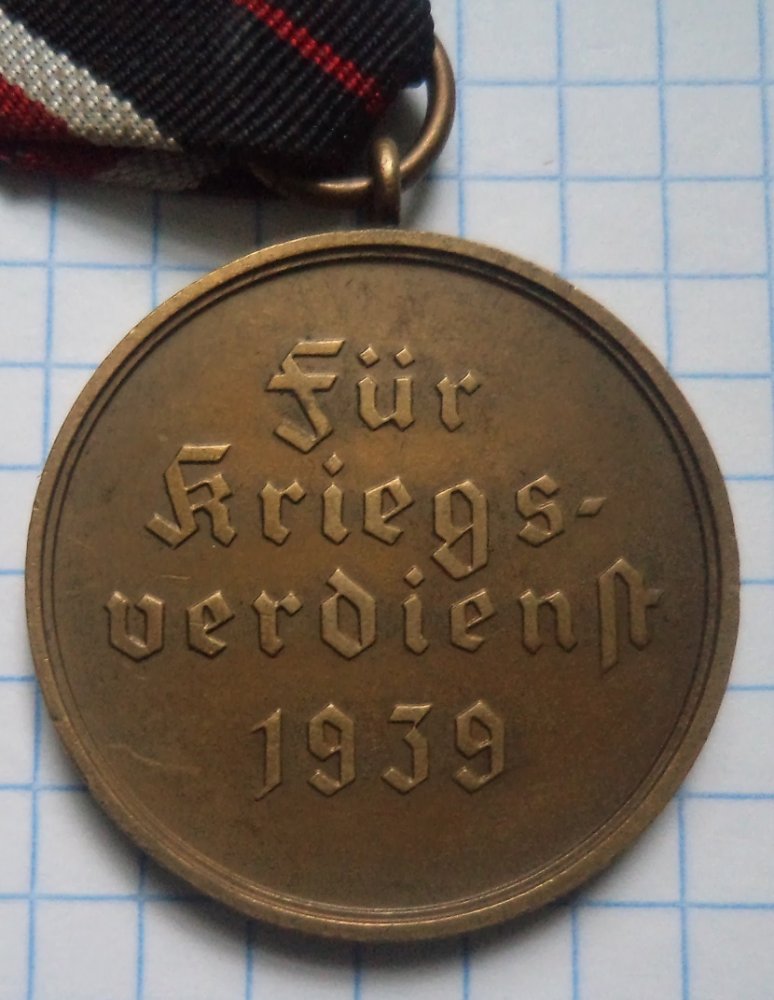 Für
Kriegs-
verdienst
1939